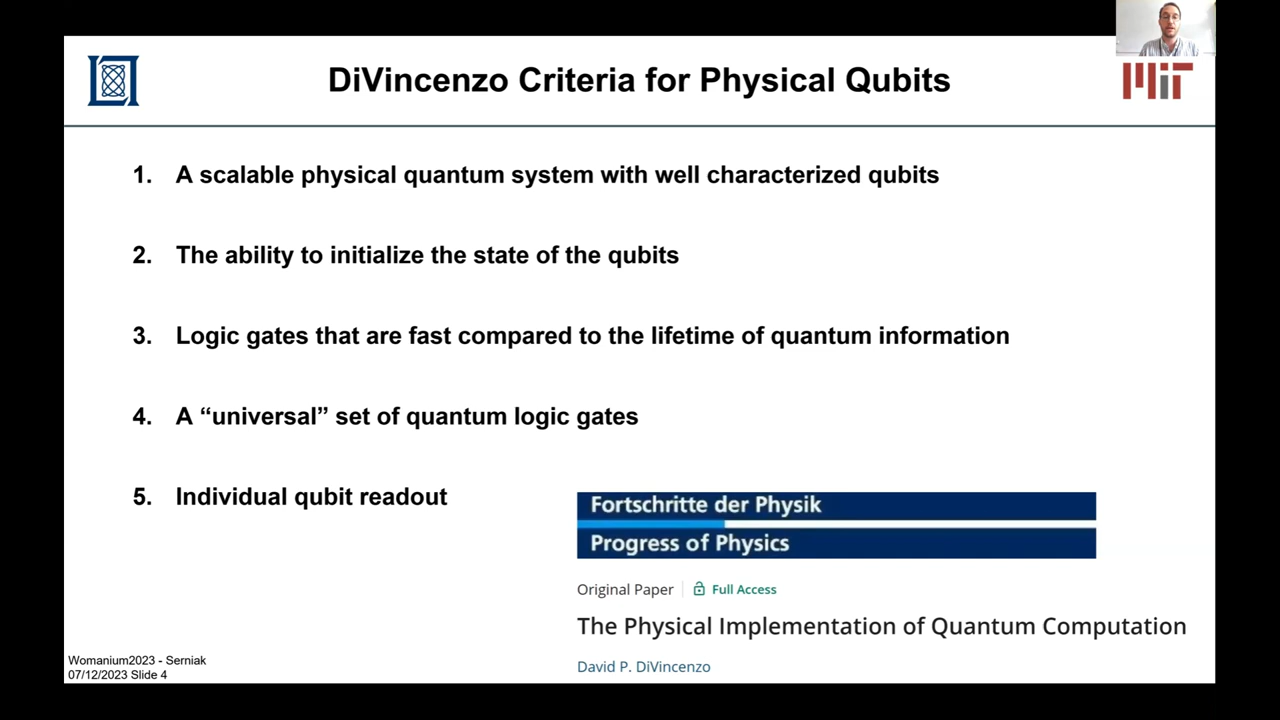 DiVincenzo Criteria for Physical Qubits
MIT
1. A scalable physical quantum system with well characterized qubits
2. The ability to initialize the state of the qubits
3. Logic gates that are fast compared to the lifetime of quantum information
4. A “universal” set of quantum logic gates
5. Individual qubit readout
Fortschritte der Physik
Progress of Physics
Original Paper Full Access
The Physical Implementation of Quantum Computation
David P. DiVincenzo
Womanium2023 - Serniak
07/12/2023 Slide 4